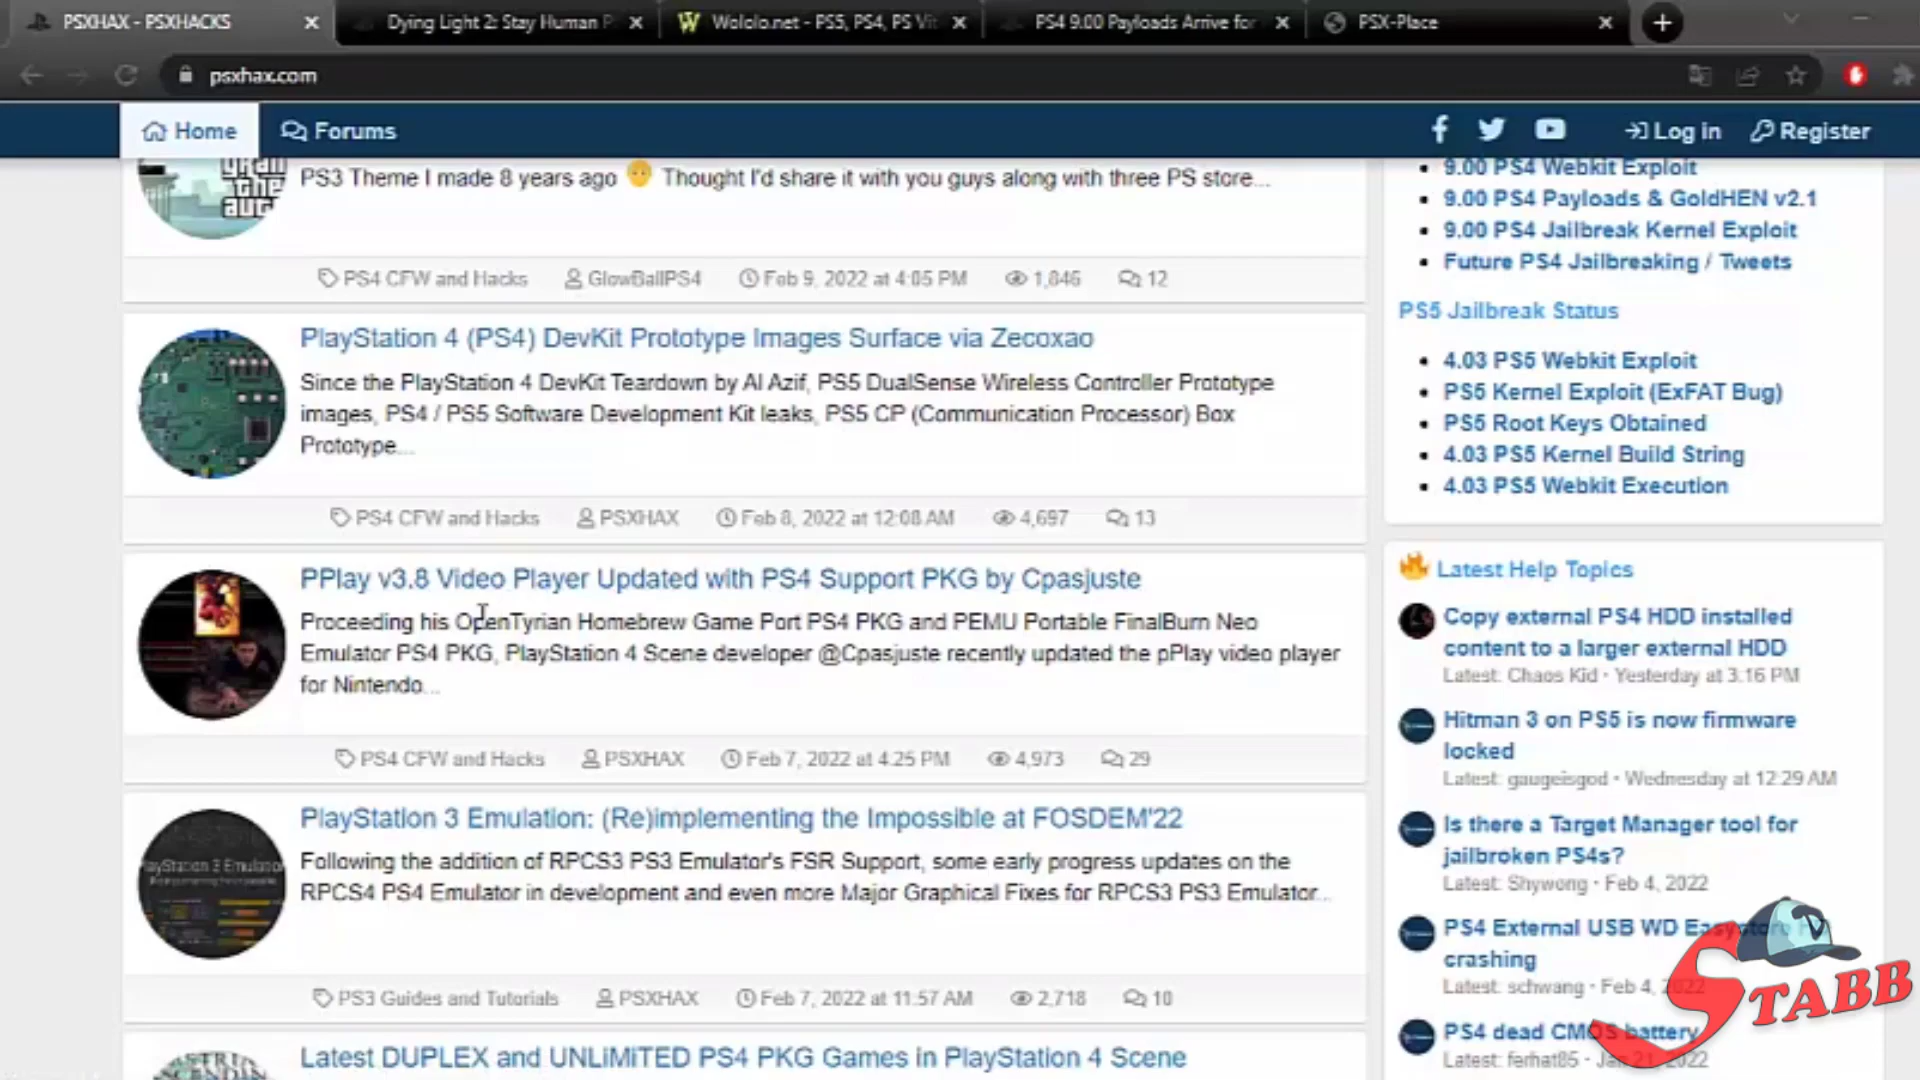 PSXHAX - PSXHACKS
Dying Light 2: Stay Human P
Wololo.net - PS5, PS4, PS Vit
PS4 9.00 Payloads Arrive for
PSX-Place
psxhax.com
Home
Forums
Log in
Register
gran
the
auto
PS3 Theme I made 8 years ago Thought I'd share it with you guys along with three PS store...
PS4 CFW and Hacks GlowBallPS4 Feb 9, 2022 at 4:05 PM 1,846 12
PlayStation 4 (PS4) DevKit Prototype Images Surface via Zecoxao
Since the PlayStation 4 DevKit Teardown by Al Azif, PS5 DualSense Wireless Controller Prototype
images, PS4 / PS5 Software Development Kit leaks, PS5 CP (Communication Processor) Box
Prototype...
PS4 CFW and Hacks PSXHAX Feb 8, 2022 at 12:08 AM 4,697 13
PPlay v3.8 Video Player Updated with PS4 Support PKG by Cpasjuste
Proceeding his OpenTyrian Homebrew Game Port PS4 PKG and PEMU Portable FinalBurn Neo
Emulator PS4 PKG, PlayStation 4 Scene developer @Cpasjuste recently updated the pPlay video player
for Nintendo...
PS4 CFW and Hacks PSXHAX Feb 7, 2022 at 4:25 PM 4,973 29
PlayStation 3 Emulation: (Re)implementing the Impossible at FOSDEM'22
layStation 3 Emulation
Following the addition of RPCS3 PS3 Emulator's FSR Support, some early progress updates on the
RPCS4 PS4 Emulator in development and even more Major Graphical Fixes for RPCS3 PS3 Emulator...
PS3 Guides and Tutorials PSXHAX Feb 7, 2022 at 11:57 AM 2,718 10
Latest DUPLEX and UNLiMiTED PS4 PKG Games in PlayStation 4 Scene
9.00 PS4 Webkit Exploit
9.00 PS4 Payloads & GoldHEN v2.1
9.00 PS4 Jailbreak Kernel Exploit
Future PS4 Jailbreaking / Tweets
PS5 Jailbreak Status
4.03 PS5 Webkit Exploit
PS5 Kernel Exploit (ExFAT Bug)
PS5 Root Keys Obtained
4.03 PS5 Kernel Build String
4.03 PS5 Webkit Execution
Latest Help Topics
Copy external PS4 HDD installed
content to a larger external HDD
Latest: Chaos Kid · Yesterday at 3:16 PM
Hitman 3 on PS5 is now firmware
locked
Latest: gaugeisgod · Wednesday at 12:29 AM
Is there a Target Manager tool for
jailbroken PS4s?
Latest: Shywong · Feb 4, 2022
PS4 External USB WD Easystore
crashing
Latest: schwang · Feb 4, 2022
PS4 dead CMOS battery
Latest: ferhat85 · Jan 21, 2022
STABB